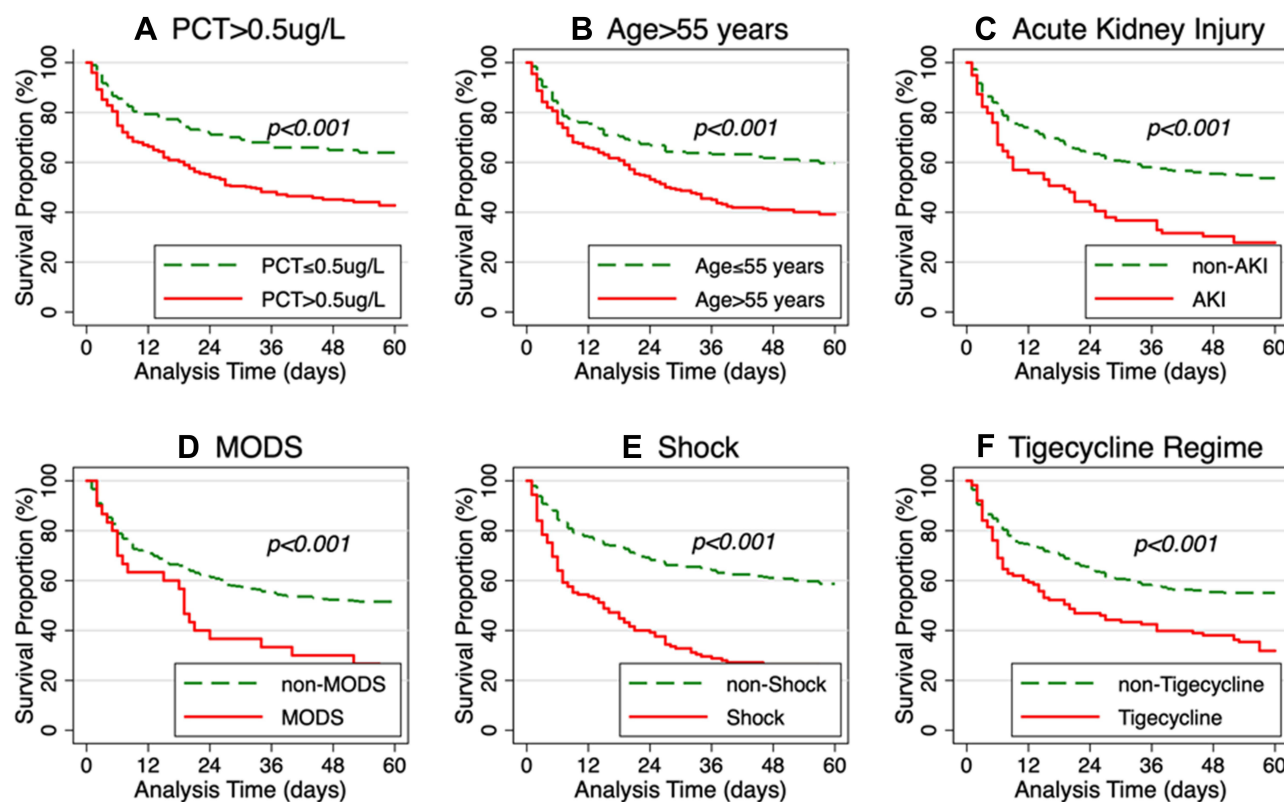 A PCT>0.5ug/L
Survival Proportion (%)
100
80
60
40
20
0
p<0.001
PCT≤0.5ug/L
PCT>0.5ug/L
0 12 24 36 48 60
Analysis Time (days)
B Age>55 years
Survival Proportion (%)
100
80
60
40
20
0
p<0.001
Age≤55 years
Age>55 years
0 12 24 36 48 60
Analysis Time (days)
C Acute Kidney Injury
Survival Proportion (%)
100
80
60
40
20
0
p<0.001
non-AKI
AKI
0 12 24 36 48 60
Analysis Time (days)
D MODS
Survival Proportion (%)
100
80
60
40
20
0
p<0.001
non-MODS
MODS
0 12 24 36 48 60
Analysis Time (days)
E Shock
Survival Proportion (%)
100
80
60
40
20
0
p<0.001
non-Shock
Shock
0 12 24 36 48 60
Analysis Time (days)
F Tigecycline Regime
Survival Proportion (%)
100
80
60
40
20
0
p<0.001
non-Tigecycline
Tigecycline
0 12 24 36 48 60
Analysis Time (days)